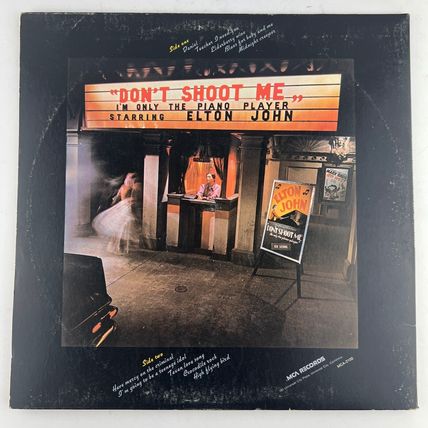 Side one
Daniel
Teacher I need you
Elderberry wine
Blues for baby and me
Midnight creeper
"DON'T SHOOT ME"
I'M ONLY THE PIANO PLAYER
STARRING ELTON JOHN
ELTON
JOHN
DON'T SHOOT ME
Side two
Have mercy on the criminal
I'm going to be a teenage idol
Texan love song
Crocodile rock
High flying bird
MCA RECORDS